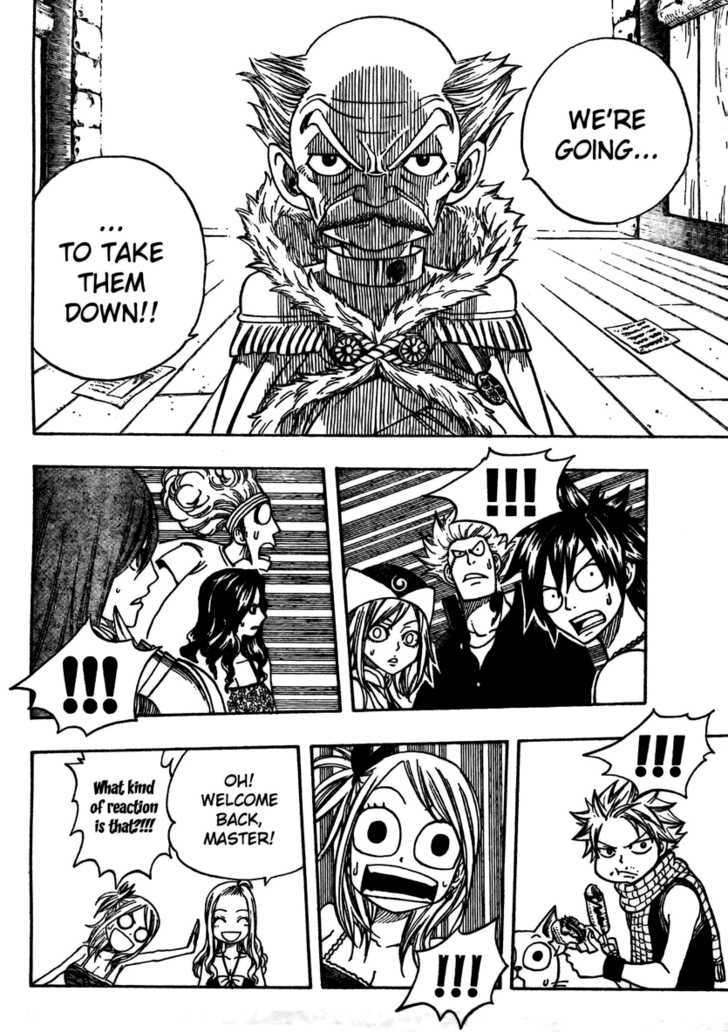 WE'RE
GOING...
...
TO TAKE
THEM
DOWN!!
!!!
!!!
!!!
!!!
OH!
WELCOME
BACK,
MASTER!
What kind
of reaction
is that?!!!